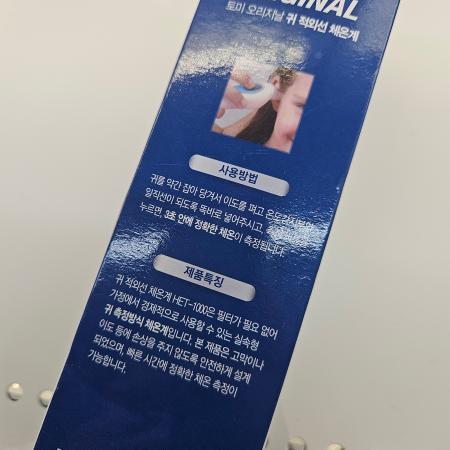 토미 오리지날 귀 적외선 체온계
사용방법
귀를 약간 잡아 당겨서 이도를 펴고
일직선이 되도록 똑바로 넣어주시고,
누르면, 3초 안에 정확한 체온이 측정됩니다.
제품특징
귀 적외선 체온계 HET-1000은 필터가 필요 없어
가정에서 경제적으로 사용할 수 있는 실속형
귀 측정방식 체온계입니다. 본 제품은 고막이나
이도 등에 손상을 주지 않도록 안전하게 설계
되었으며, 빠른 시간에 정확한 체온 측정이
가능합니다.